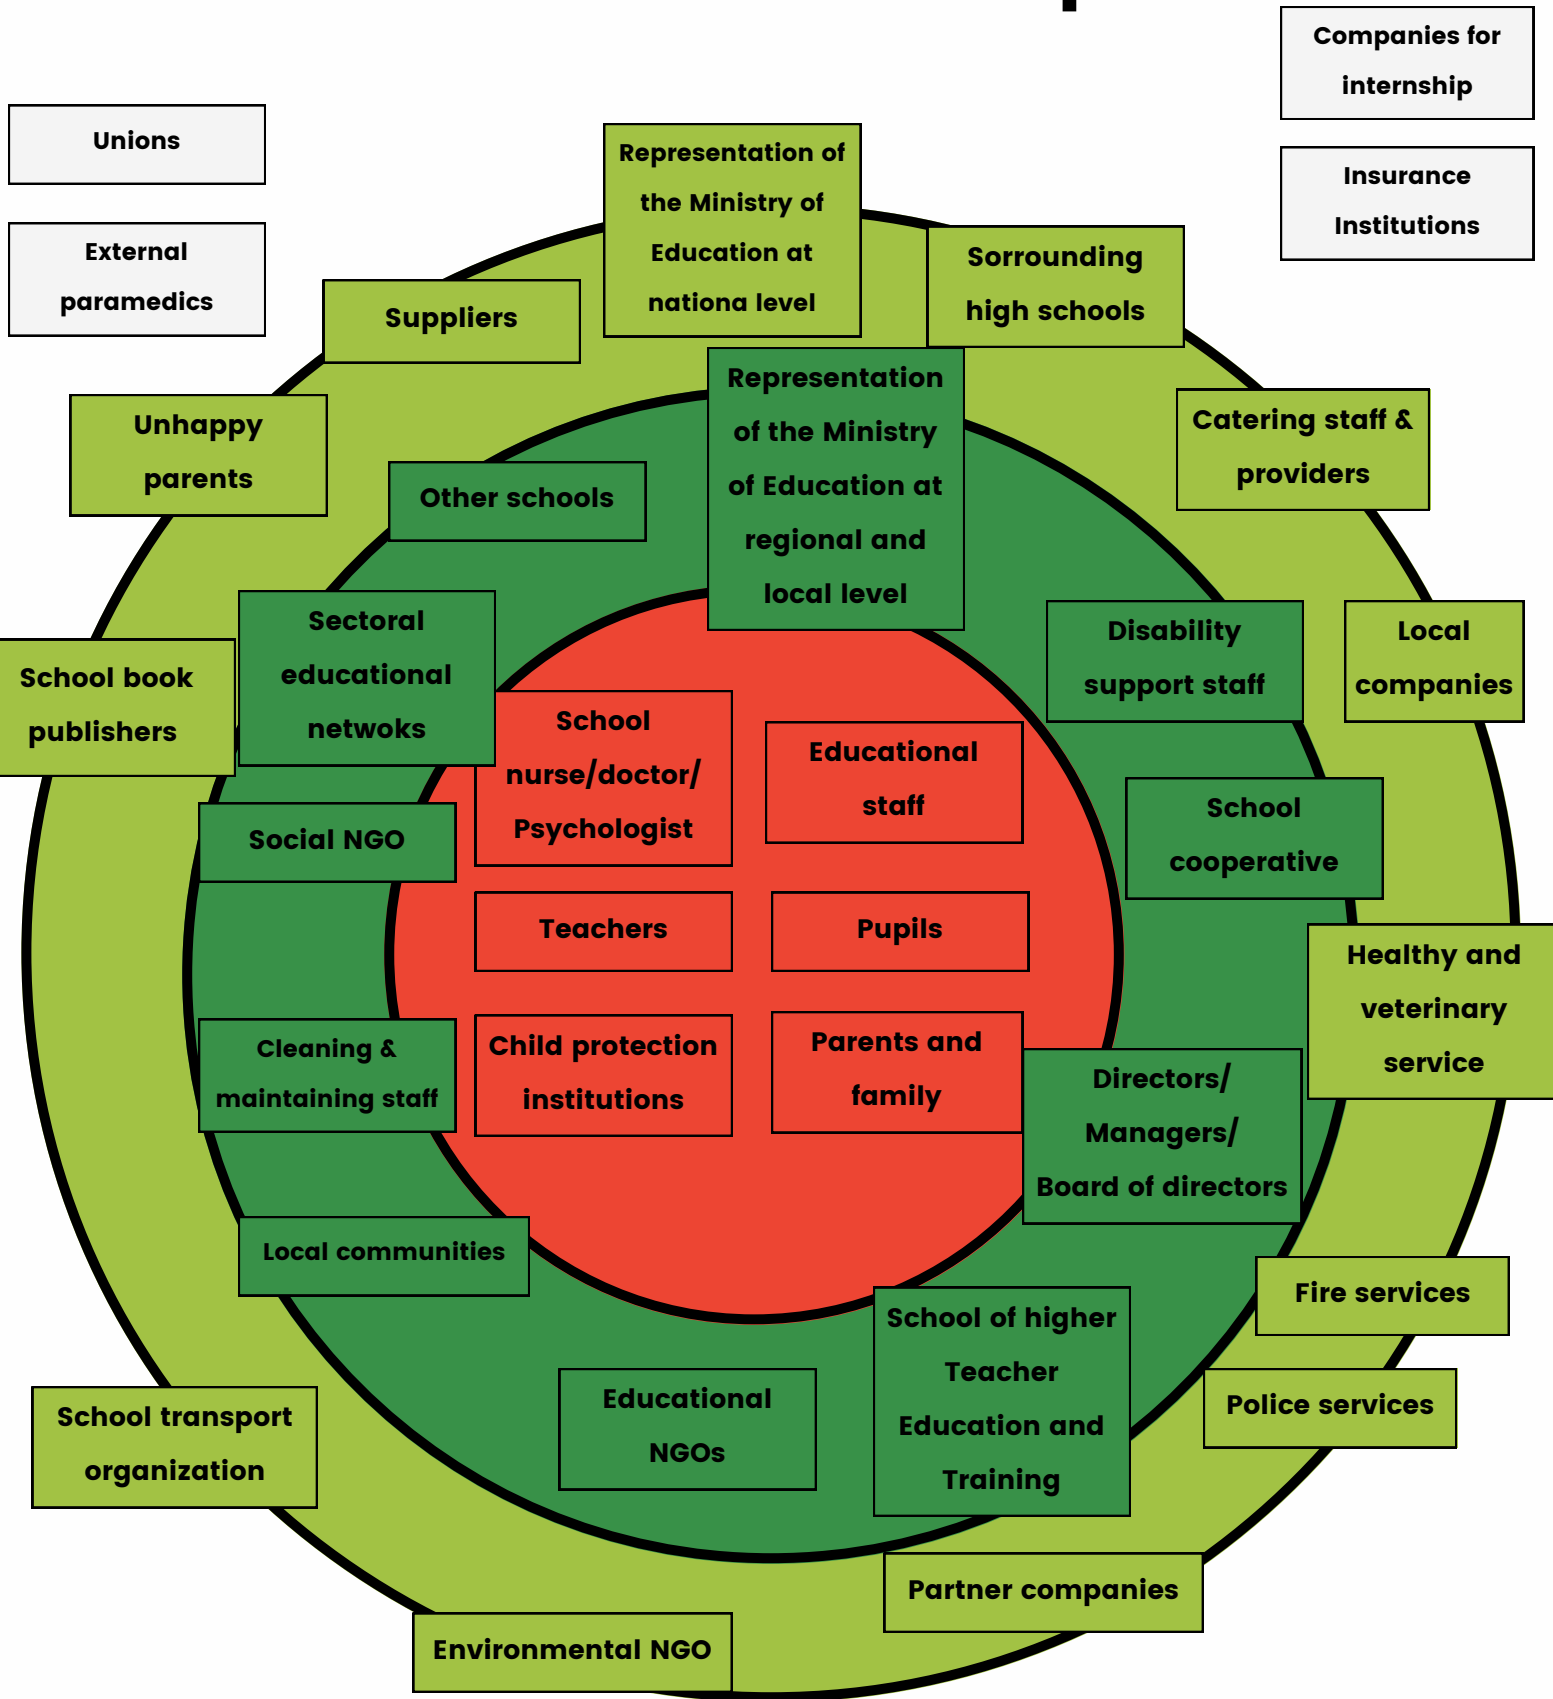 Companies for
internship
Unions
Insurance
Institutions
External
paramedics
Representation of
the Ministry of
Education at
nationa level
Sorrounding
high schools
Suppliers
Unhappy
parents
Representation
of the Ministry
of Education at
regional and
local level
Catering staff &
providers
Other schools
Sectoral
educational
netwoks
Disability
support staff
Local
companies
School book
publishers
School
nurse/doctor/
Psychologist
Educational
staff
School
cooperative
Social NGO
Teachers
Pupils
Healthy and
veterinary
service
Cleaning &
maintaining staff
Child protection
institutions
Parents and
family
Directors/
Managers/
Board of directors
Local communities
Fire services
School of higher
Teacher
Education and
Training
Educational
NGOs
Police services
School transport
organization
Partner companies
Environmental NGO